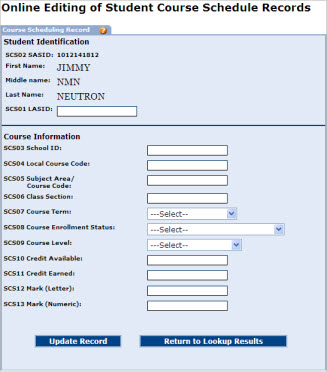 Online Editing of Student Course Schedule Records
Course Scheduling Record ?
Student Identification
SCS02 SASID: 1012141812
First Name: JIMMY
Middle name: NMN
Last Name: NEUTRON
SCS01 LASID:
Course Information
SCS03 School ID:
SCS04 Local Course Code:
SCS05 Subject Area/
Course Code:
SCS06 Class Section:
SCS07 Course Term: ---Select--
SCS08 Course Enrollment Status: ---Select--
SCS09 Course Level: ---Select--
SCS10 Credit Available:
SCS11 Credit Earned:
SCS12 Mark (Letter):
SCS13 Mark (Numeric):
Update Record Return to Lookup Results